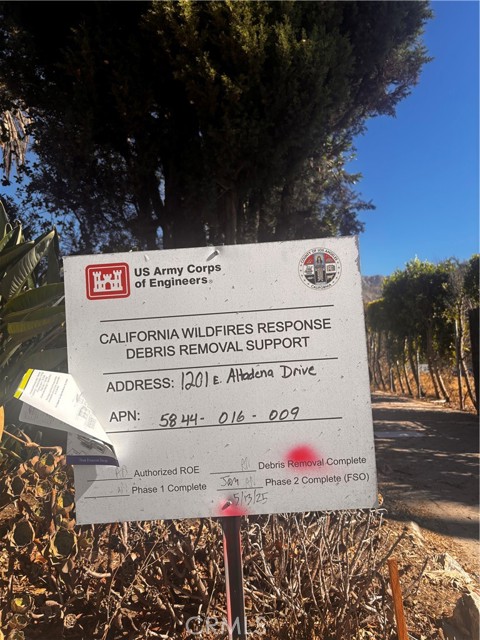 US Army Corps
of Engineers®
CALIFORNIA WILDFIRES RESPONSE
DEBRIS REMOVAL SUPPORT
ADDRESS: 1201 E. Altadena Drive
APN: 5844-016-009
Authorized ROE
Debris Removal Complete
Phase 1 Complete
Phase 2 Complete (FSO)
CRMLS